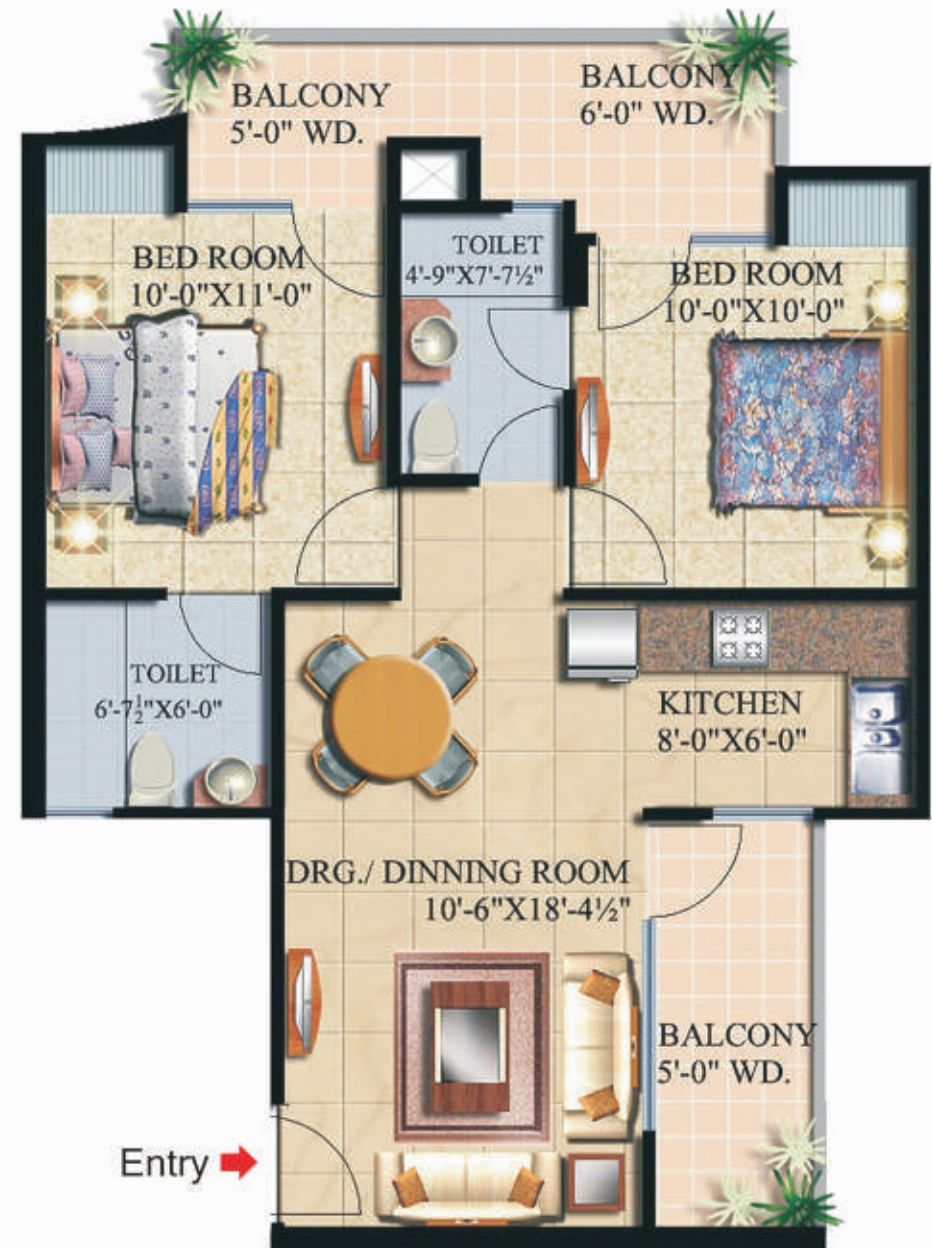 BALCONY
5'-0" WD.
BALCONY
6'-0" WD.
BED ROOM
10'-0"X11'-0"
TOILET
4'-9"X7'-7½"
BED ROOM
10'-0"X10'-0"
TOILET
6'-7½"X6'-0"
KITCHEN
8'-0"X6'-0"
DRG./ DINNING ROOM
10'-6"X18'-4½"
BALCONY
5'-0" WD.
Entry